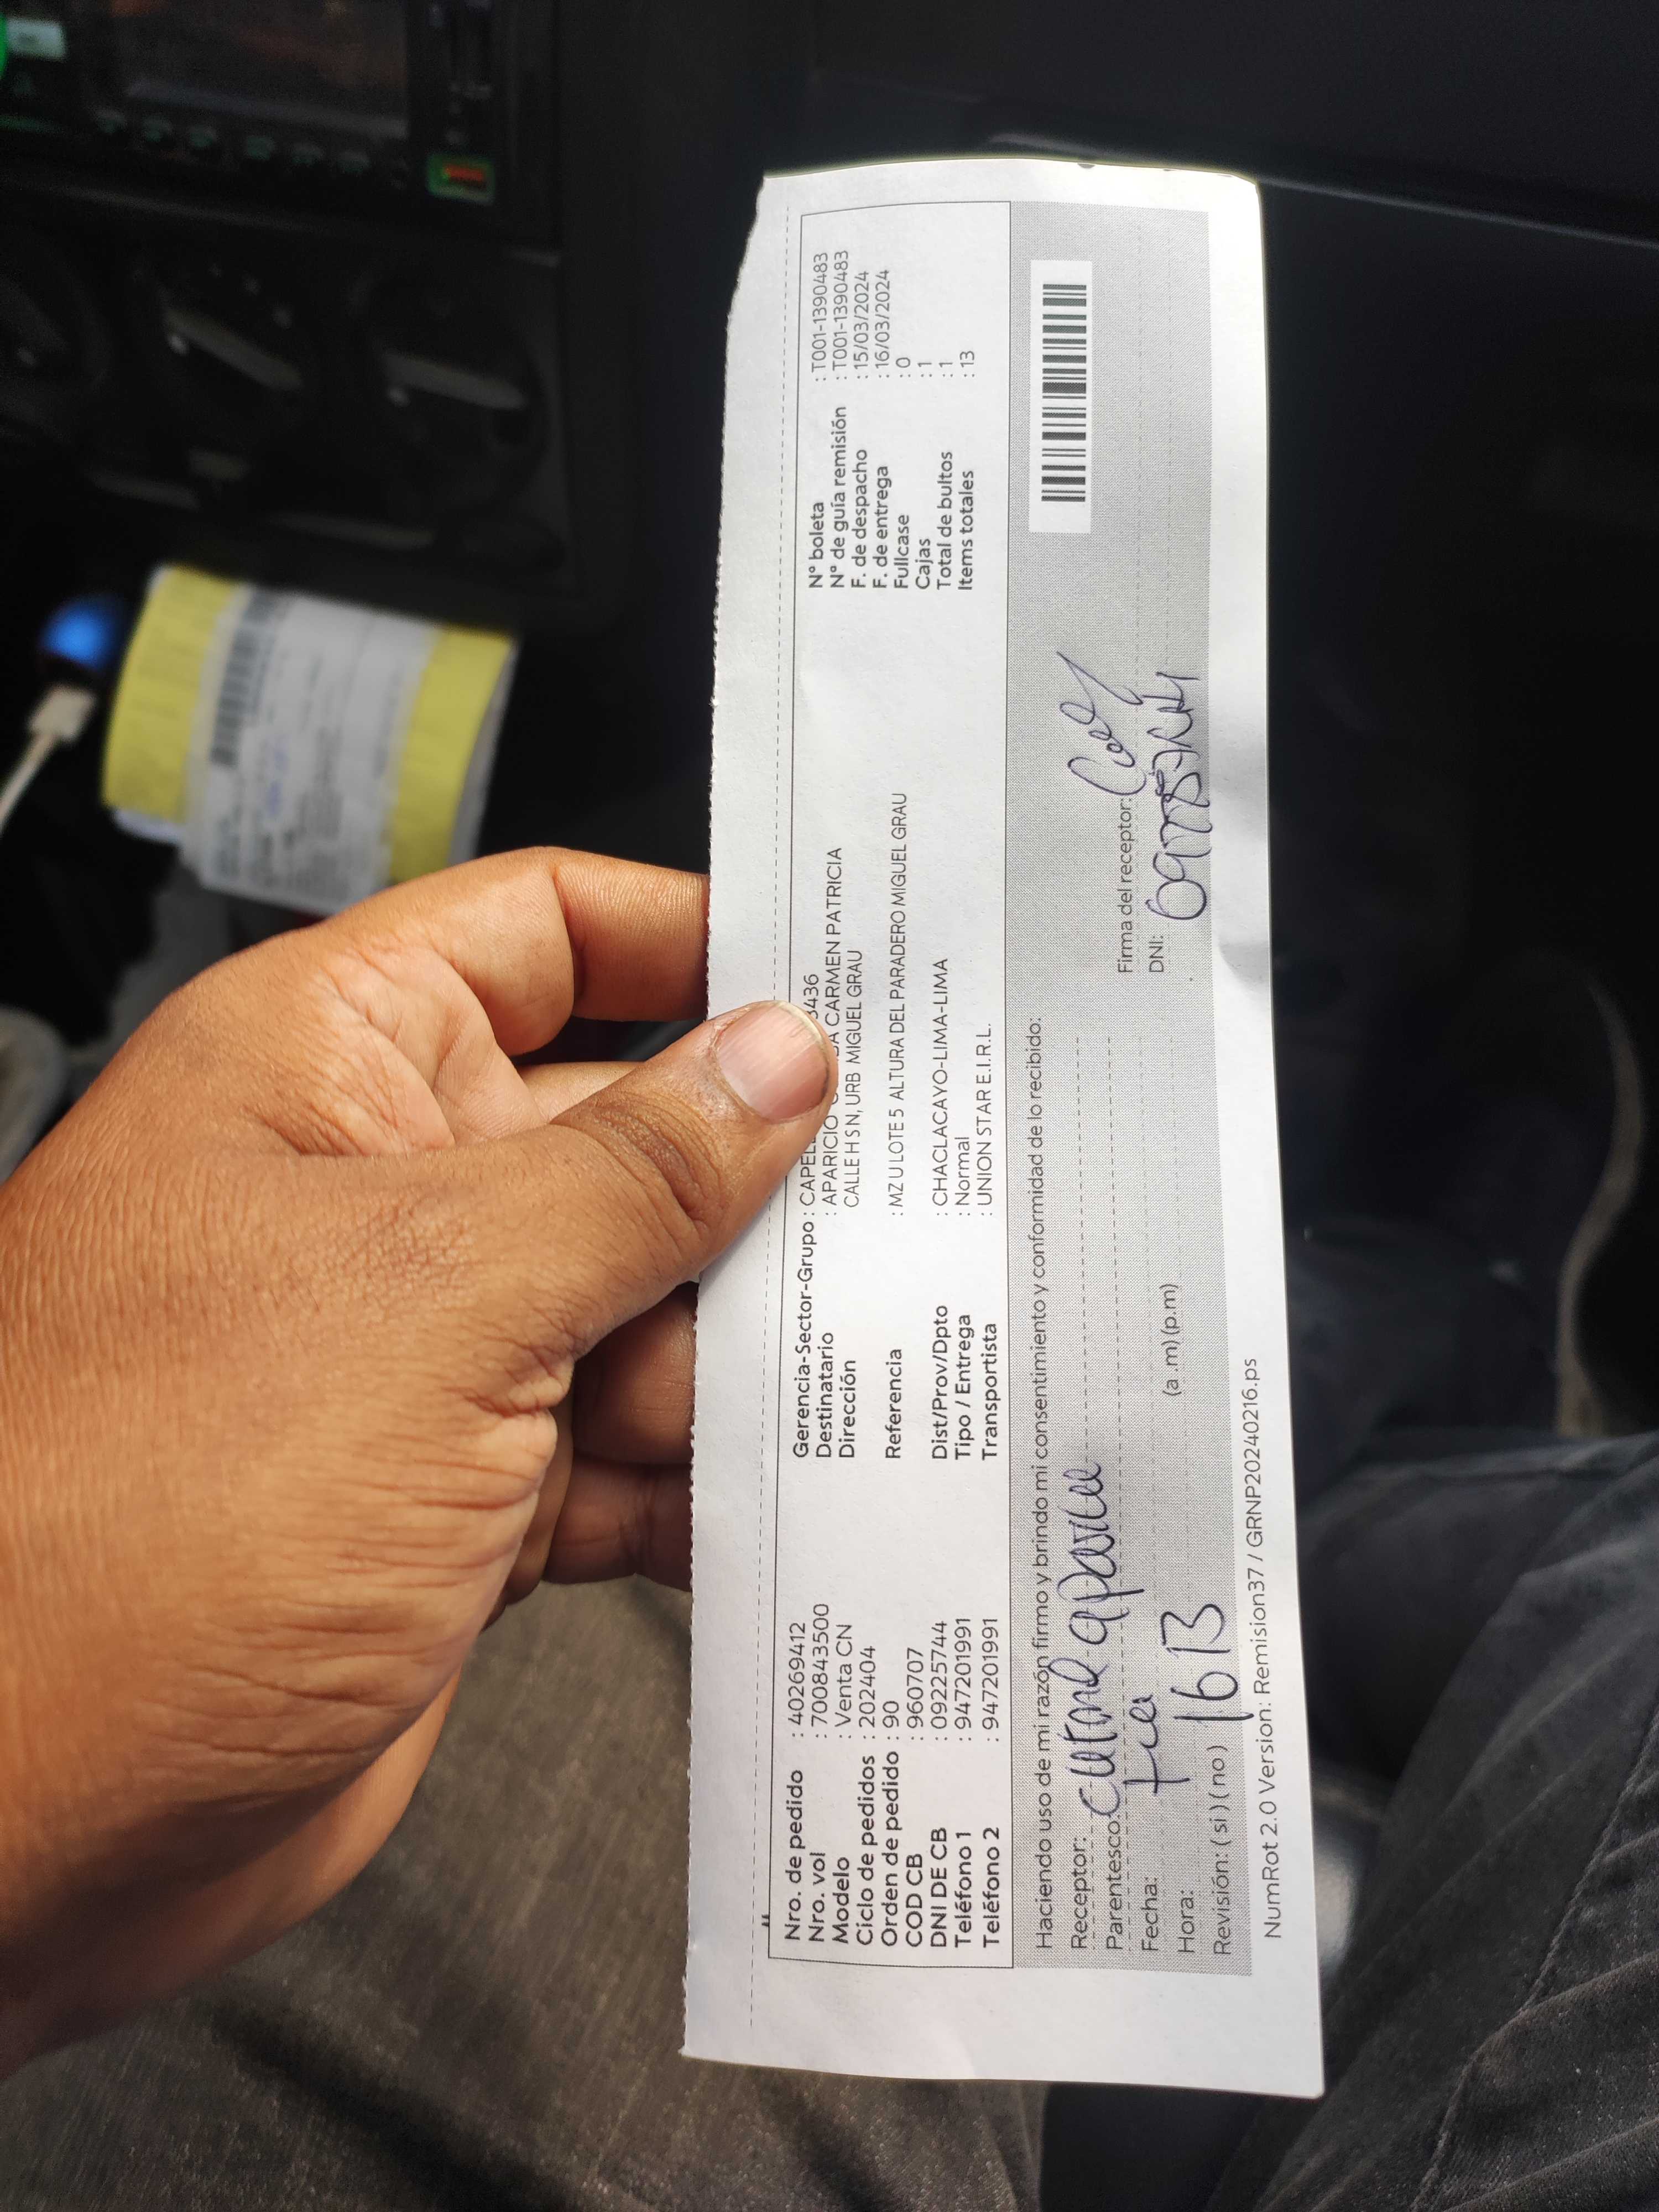 Nro. de pedido : 40269412
Nro. vol : 700843500
Modelo : Venta CN
Ciclo de pedidos : 202404
Orden de pedido : 90
COD CB : 960707
DNI DE CB : 09225744
Teléfono 1 : 947201991
Teléfono 2 : 947201991
Gerencia-Sector-Grupo : 3436
Destinatario : APARICIO CARMEN PATRICIA
Dirección CALLE H S N, URB MIGUEL GRAU
Referencia : MZ U LOTE 5 ALTURA DEL PARADERO MIGUEL GRAU
Dist/Prov/Dpto : CHACLACAYO-LIMA-LIMA
Tipo / Entrega : Normal
Transportista : UNION STAR E.I.R.L.
N° boleta : T001-1390483
N° de guía remisión : T001-1390483
F. de despacho : 15/03/2024
F. de entrega : 16/03/2024
Fullcase : 0
Cajas : 1
Total de bultos : 1
Items totales : 13
Haciendo uso de mi razón firmo y brindo mi consentimiento y conformidad de lo recibido:
Receptor:
Parentesco:
Fecha:
Hora: 1613 (a .m) (p.m)
Revisión: ( si ) ( no )
Firma del receptor:
DNI:
NumRot 2.0 Version: Remision37 / GRNP20240216.ps